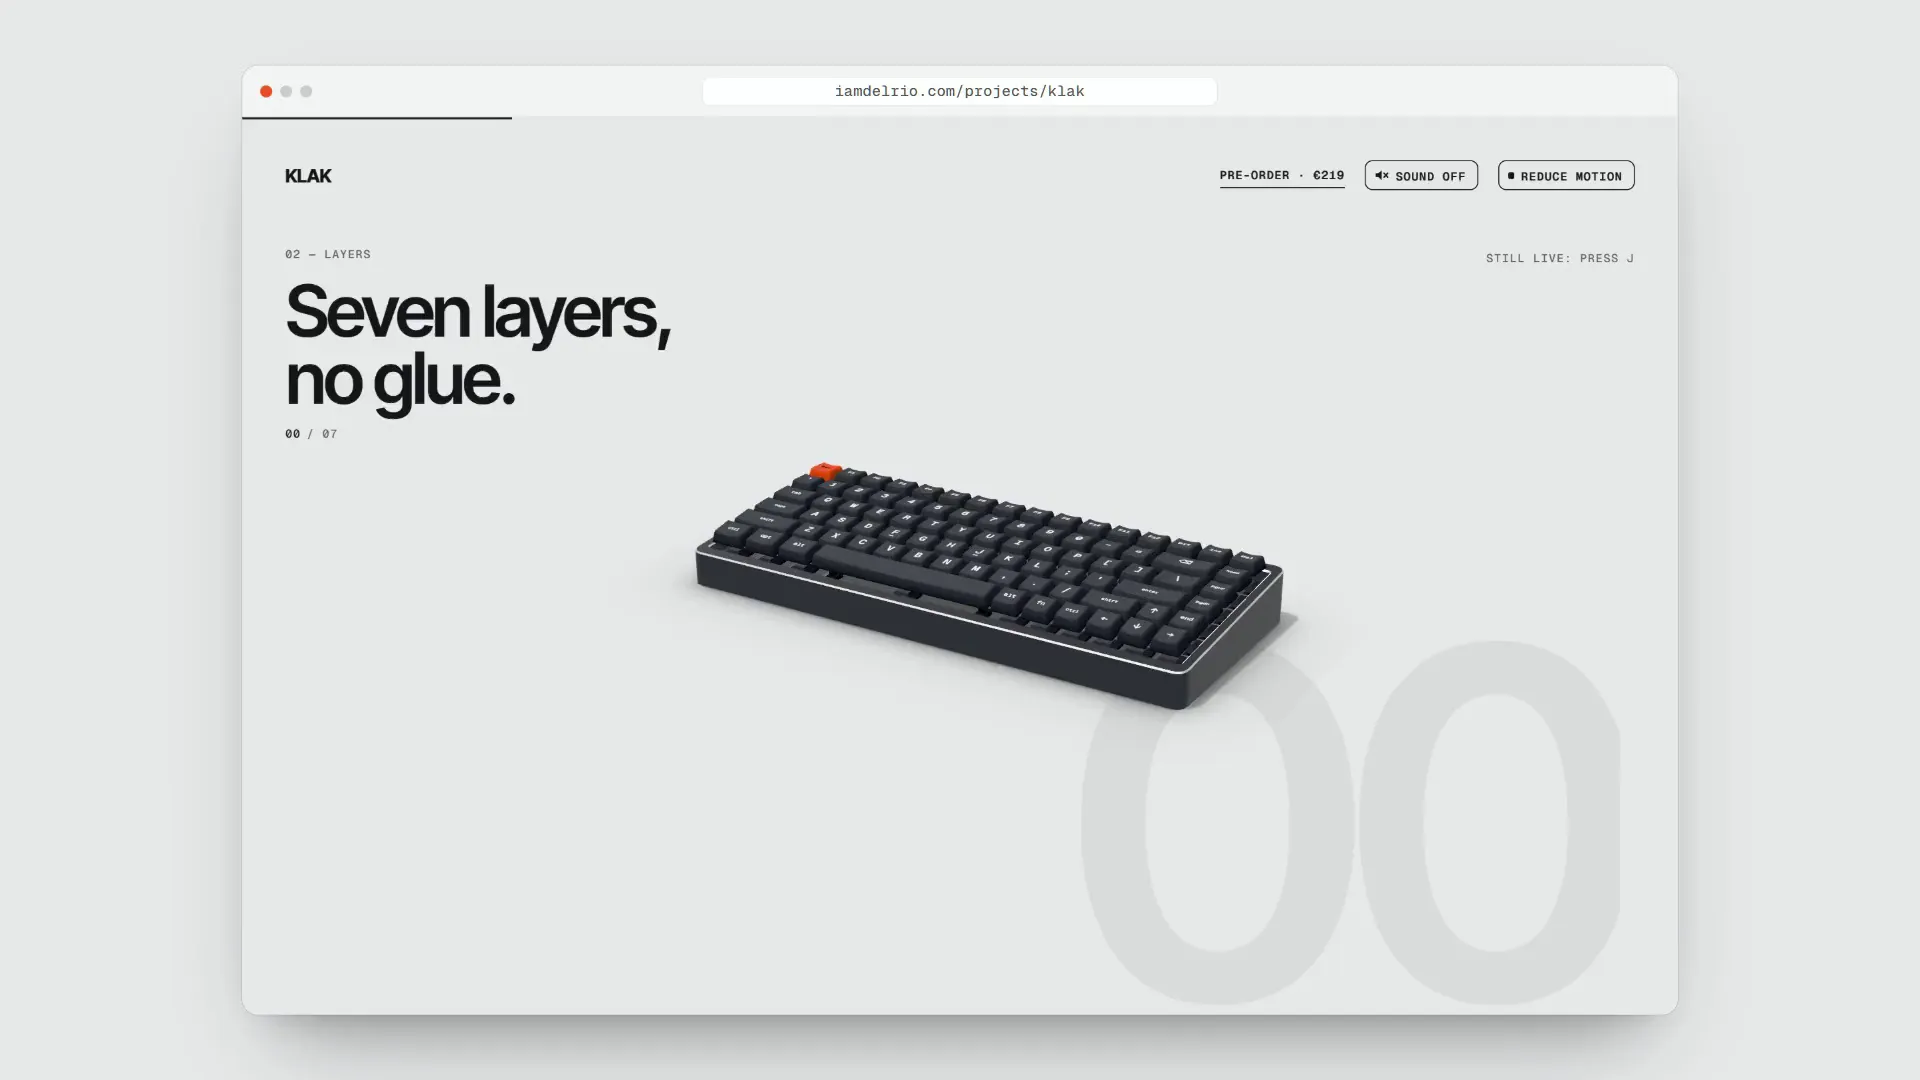 iamdelrio.com/projects/klak
KLAK
PRE-ORDER · €219
SOUND OFF
REDUCE MOTION
02 — LAYERS
STILL LIVE: PRESS J
Seven layers,
no glue.
00 / 07
00